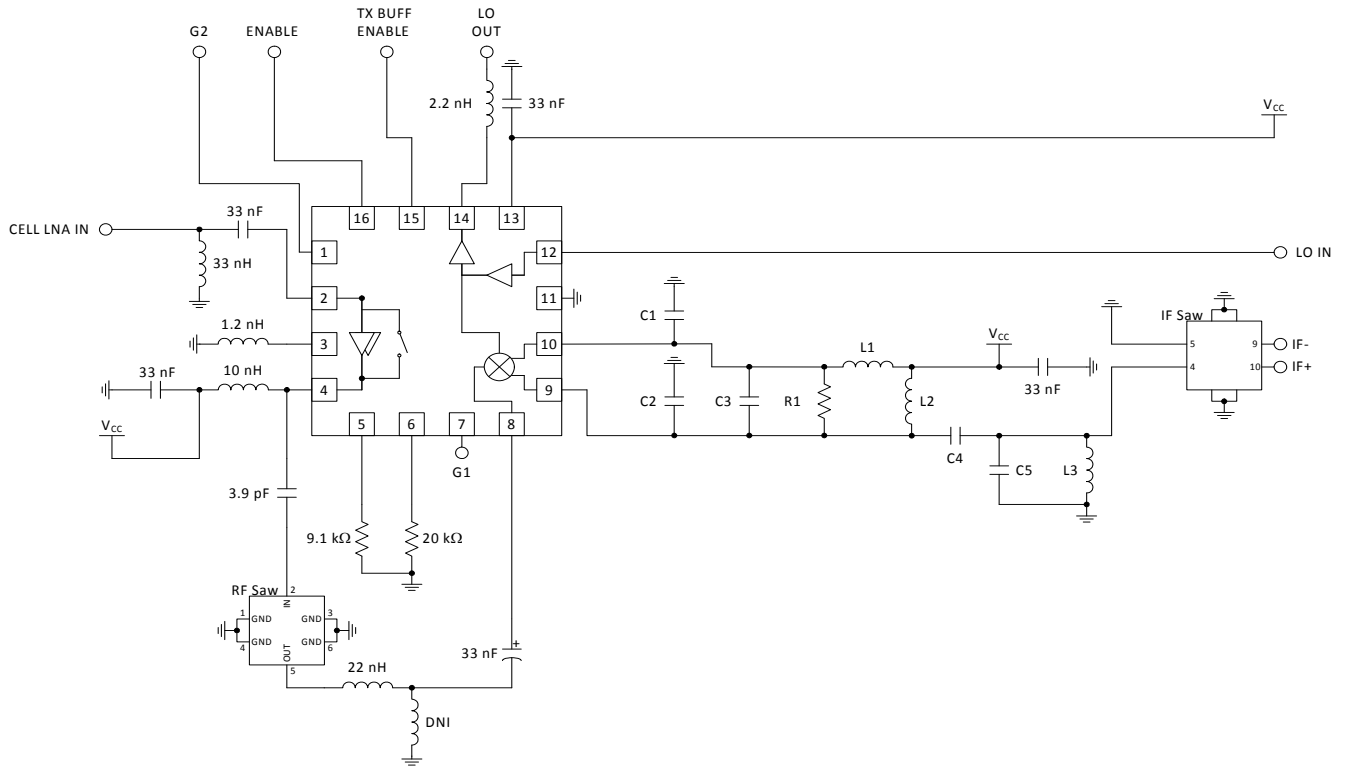 TX BUFF
ENABLE
LO
OUT
G2
ENABLE
2.2 nH
33 nF
VCC
CELL LNA IN
33 nF
33 nH
16
15
14
13
1
12
LO IN
2
11
C1
IF Saw
1.2 nH
3
10
L1
VCC
5
9
IF-
4
10
IF+
33 nF
10 nH
4
9
C2
C3
R1
L2
33 nF
VCC
5
6
7
8
G1
C4
C5
L3
3.9 pF
9.1 kΩ
20 kΩ
RF Saw
2
IN
1
GND
GND
3
4
GND
GND
6
OUT
5
33 nF
+
22 nH
DNI